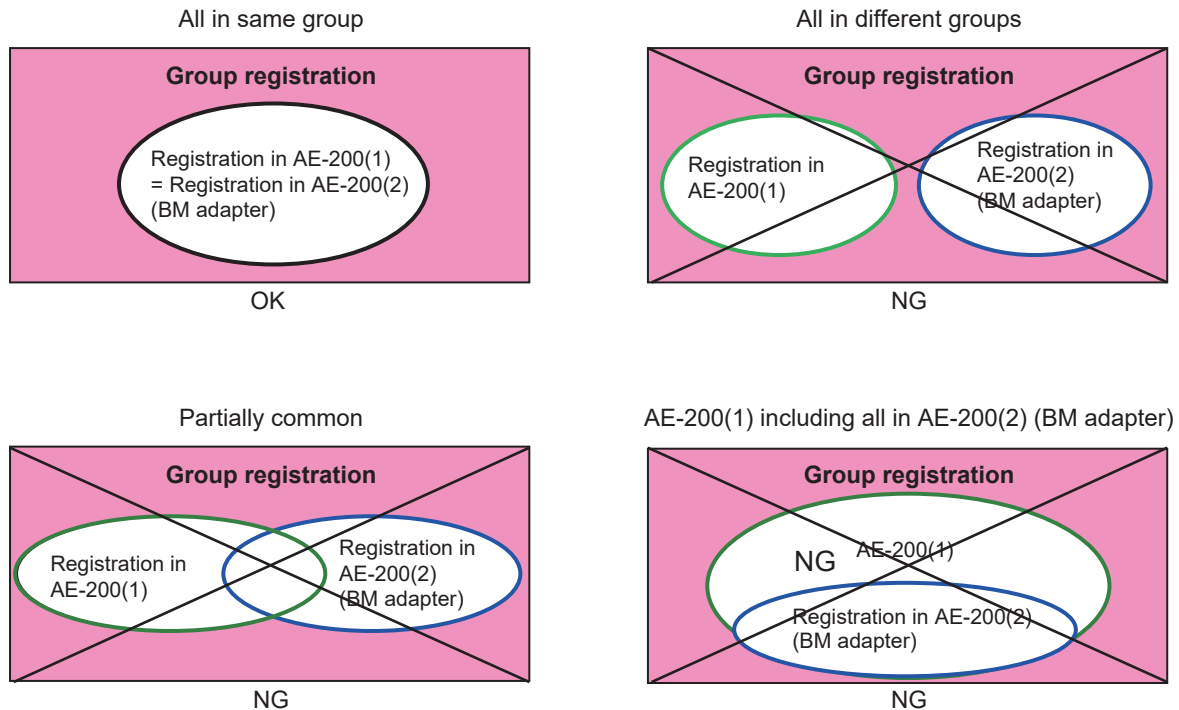 All in same group
Group registration
Registration in AE-200(1)
= Registration in AE-200(2)
(BM adapter)
OK
All in different groups
Group registration
Registration in
AE-200(1)
Registration in
AE-200(2)
(BM adapter)
NG
Partially common
Group registration
Registration in
AE-200(1)
Registration in
AE-200(2)
(BM adapter)
NG
AE-200(1) including all in AE-200(2) (BM adapter)
Group registration
NG
AE-200(1)
Registration in AE-200(2)
(BM adapter)
NG